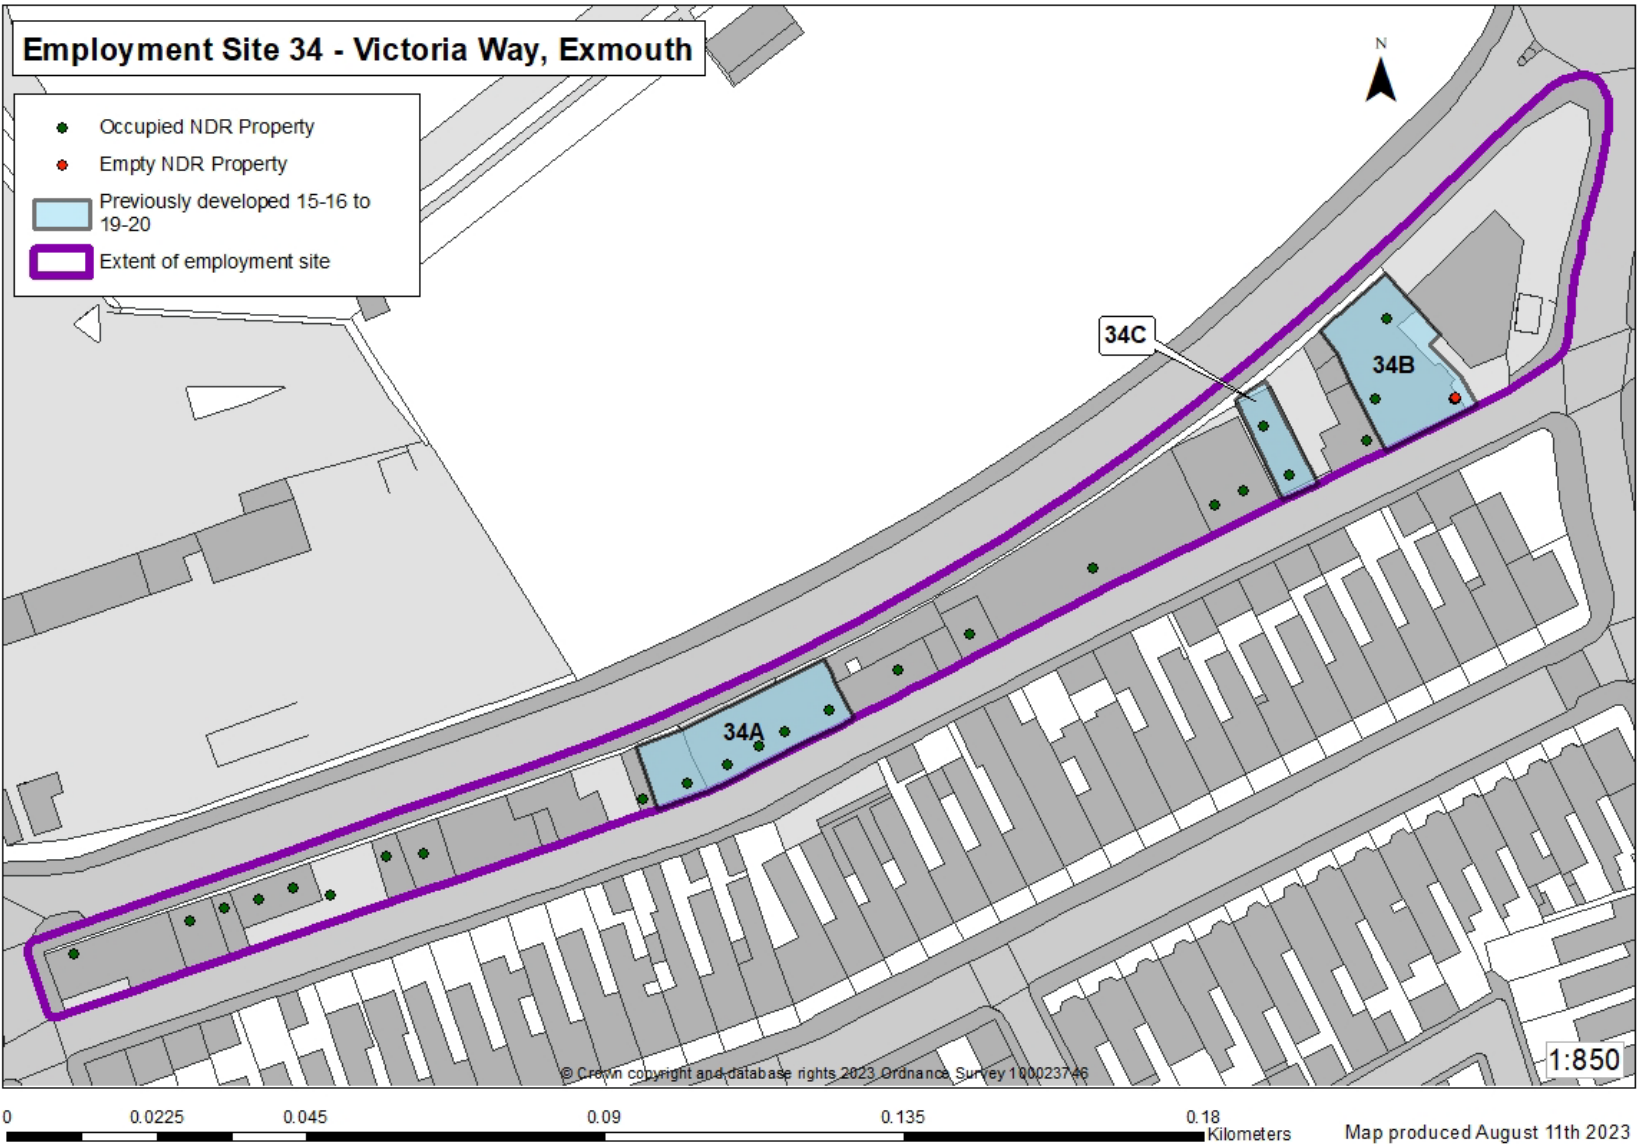 Employment Site 34 - Victoria Way, Exmouth
N
Occupied NDR Property
Empty NDR Property
Previously developed 15-16 to
19-20
Extent of employment site
34C
34B
34A
1:850
© Crown copyright and database rights 2023 Ordnance Survey 100023746
0 0.0225 0.045 0.09 0.135 0.18
Kilometers
Map produced August 11th 2023